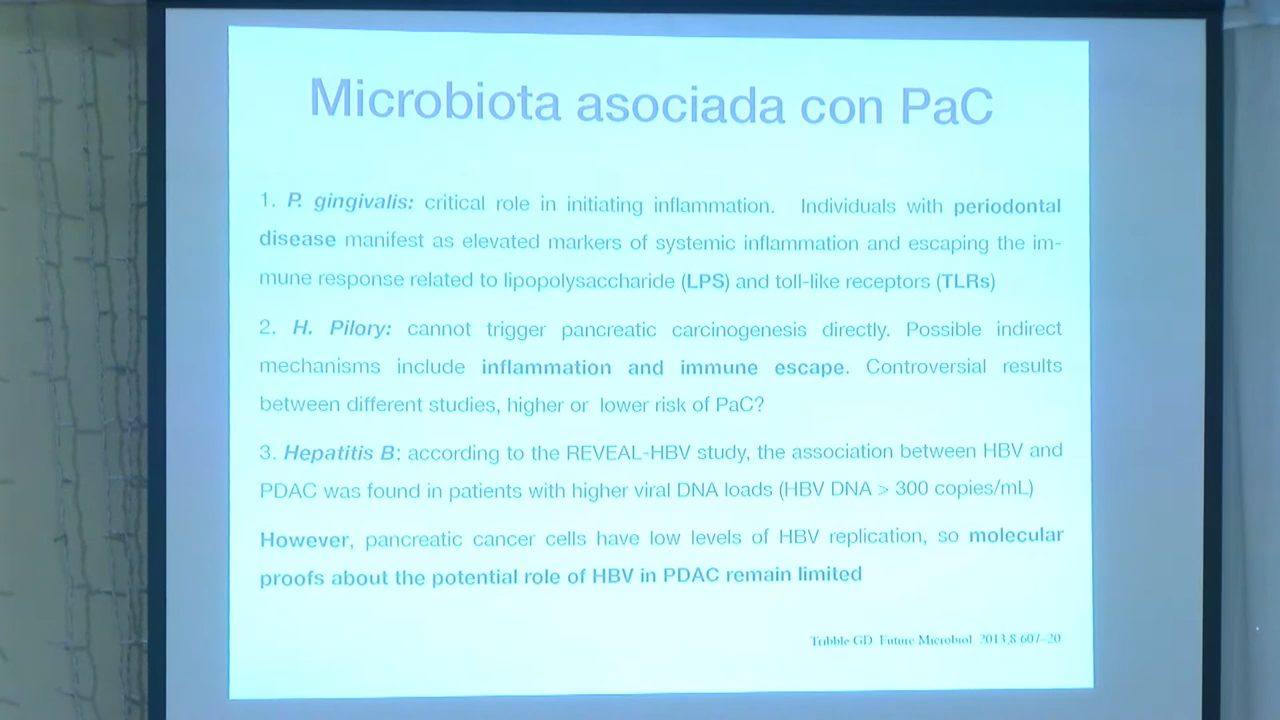 Microbiota asociada con PaC
1. P. gingivalis: critical role in initiating inflammation. Individuals with periodontal
disease manifest as elevated markers of systemic inflammation and escaping the im-
mune response related to lipopolysaccharide (LPS) and toll-like receptors (TLRs)
2. H. Pilory: cannot trigger pancreatic carcinogenesis directly. Possible indirect
mechanisms include inflammation and immune escape. Controversial results
between different studies, higher or lower risk of PaC?
3. Hepatitis B: according to the REVEAL-HBV study, the association between HBV and
PDAC was found in patients with higher viral DNA loads (HBV DNA > 300 copies/mL)
However, pancreatic cancer cells have low levels of HBV replication, so molecular
proofs about the potential role of HBV in PDAC remain limited
Tribble GD. Future Microbiol. 2013;8:607–20